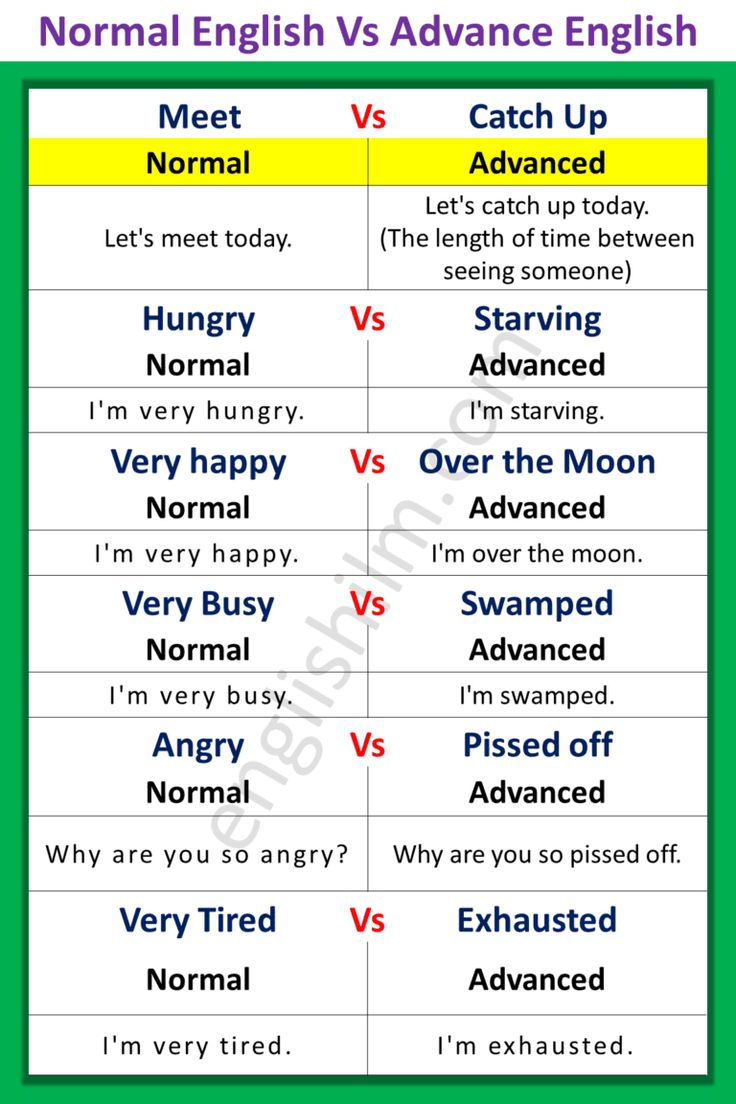 Normal English Vs Advance English
Meet Vs Catch Up
Normal Advanced
Let's meet today.
Let's catch up today.
(The length of time between
seeing someone)
Hungry Vs Starving
Normal Advanced
I'm very hungry. I'm starving.
Very happy Vs Over the Moon
Normal Advanced
I'm very happy. I'm over the moon.
Very Busy Vs Swamped
Normal Advanced
I'm very busy. I'm swamped.
Angry Vs Pissed off
Normal Advanced
Why are you so angry? Why are you so pissed off.
Very Tired Vs Exhausted
Normal Advanced
I'm very tired. I'm exhausted.
englishilm.com